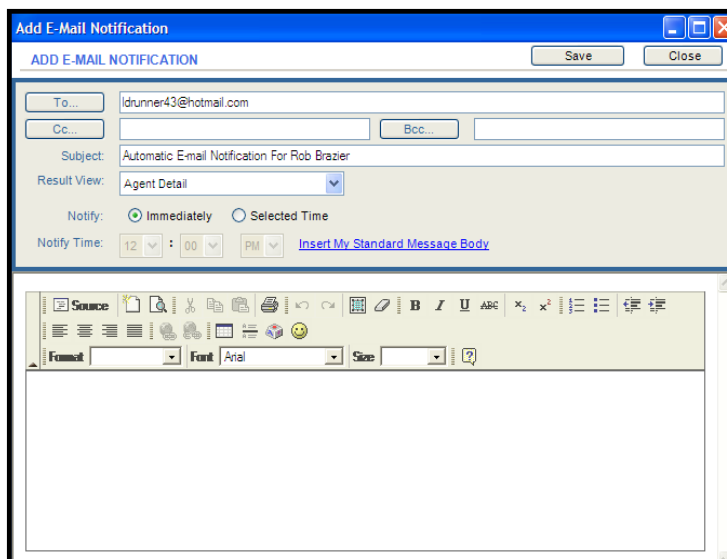 Add E-Mail Notification
ADD E-MAIL NOTIFICATION Save Close
To... ldrunner43@hotmail.com
Cc... Bcc...
Subject: Automatic E-mail Notification For Rob Brazier
Result View: Agent Detail
Notify: Immediately Selected Time
Notify Time: 12 : 00 PM Insert My Standard Message Body
Source B I U ABC x₂ x²
Format Font Arial Size